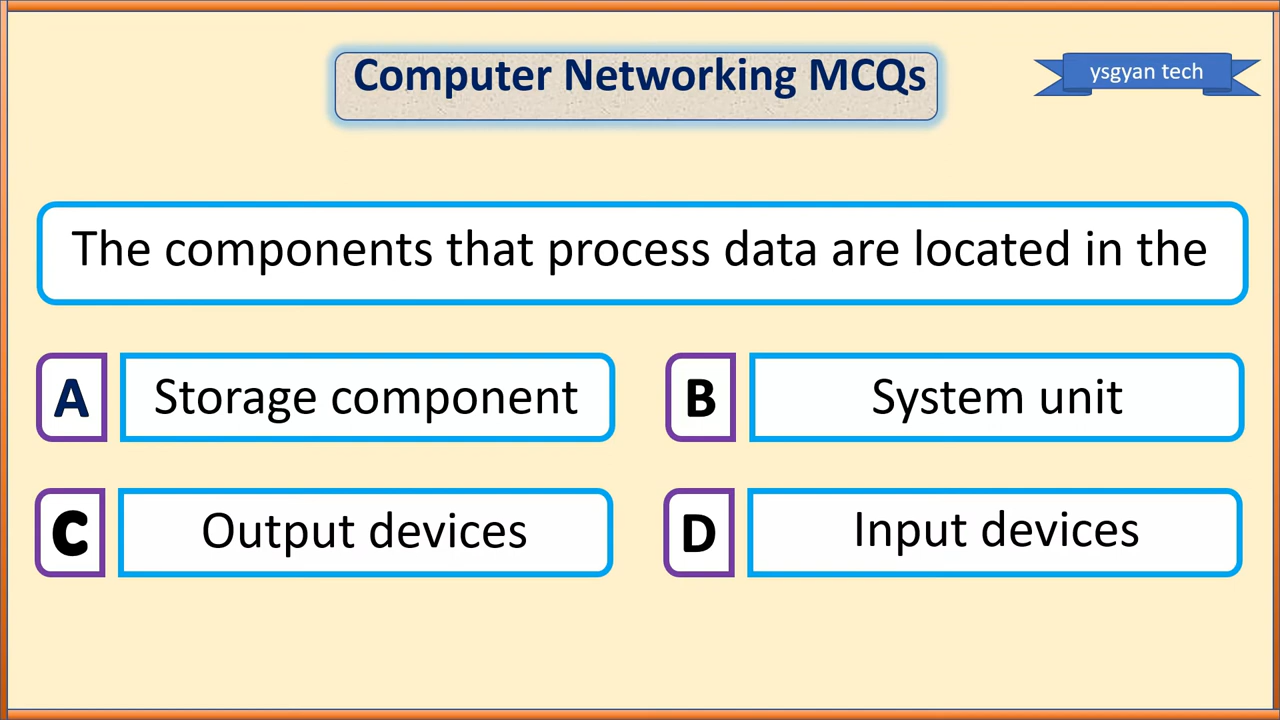 Computer Networking MCQs
ysgyan tech
The components that process data are located in the
A Storage component
B System unit
C Output devices
D Input devices